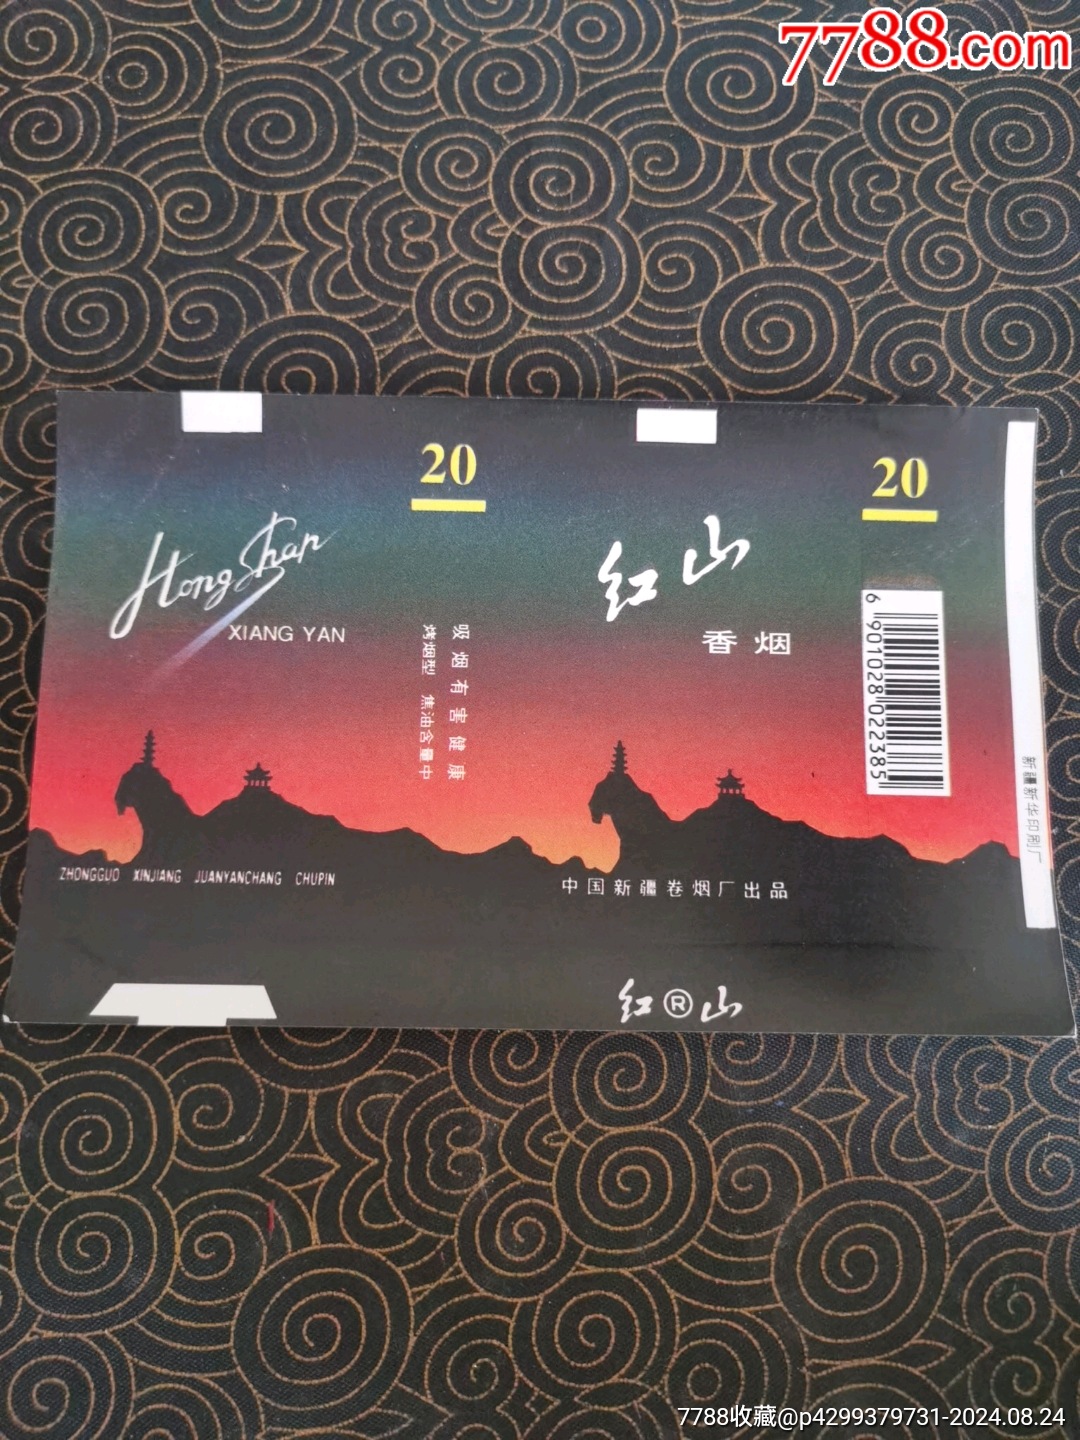 7788.com
20
Hong Shan
XIANG YAN
吸烟有害健康
烤烟型 焦油含量中
ZHONGGUO XINJIANG JUANYANCHANG CHUPIN
红山
香烟
20
6 901028 022385
中国新疆卷烟厂出品
红®山
新疆新华印刷厂
7788收藏@p4299379731-2024.08.24